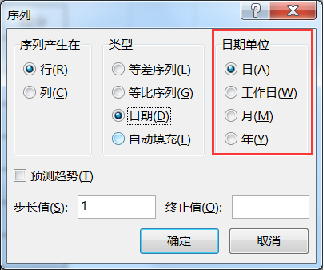 序列
序列产生在
行(R)
列(C)
类型
等差序列(L)
等比序列(G)
日期(D)
自动填充(F)
日期单位
日(A)
工作日(W)
月(M)
年(Y)
预测趋势(T)
步长值(S): 1
终止值(O):
确定
取消